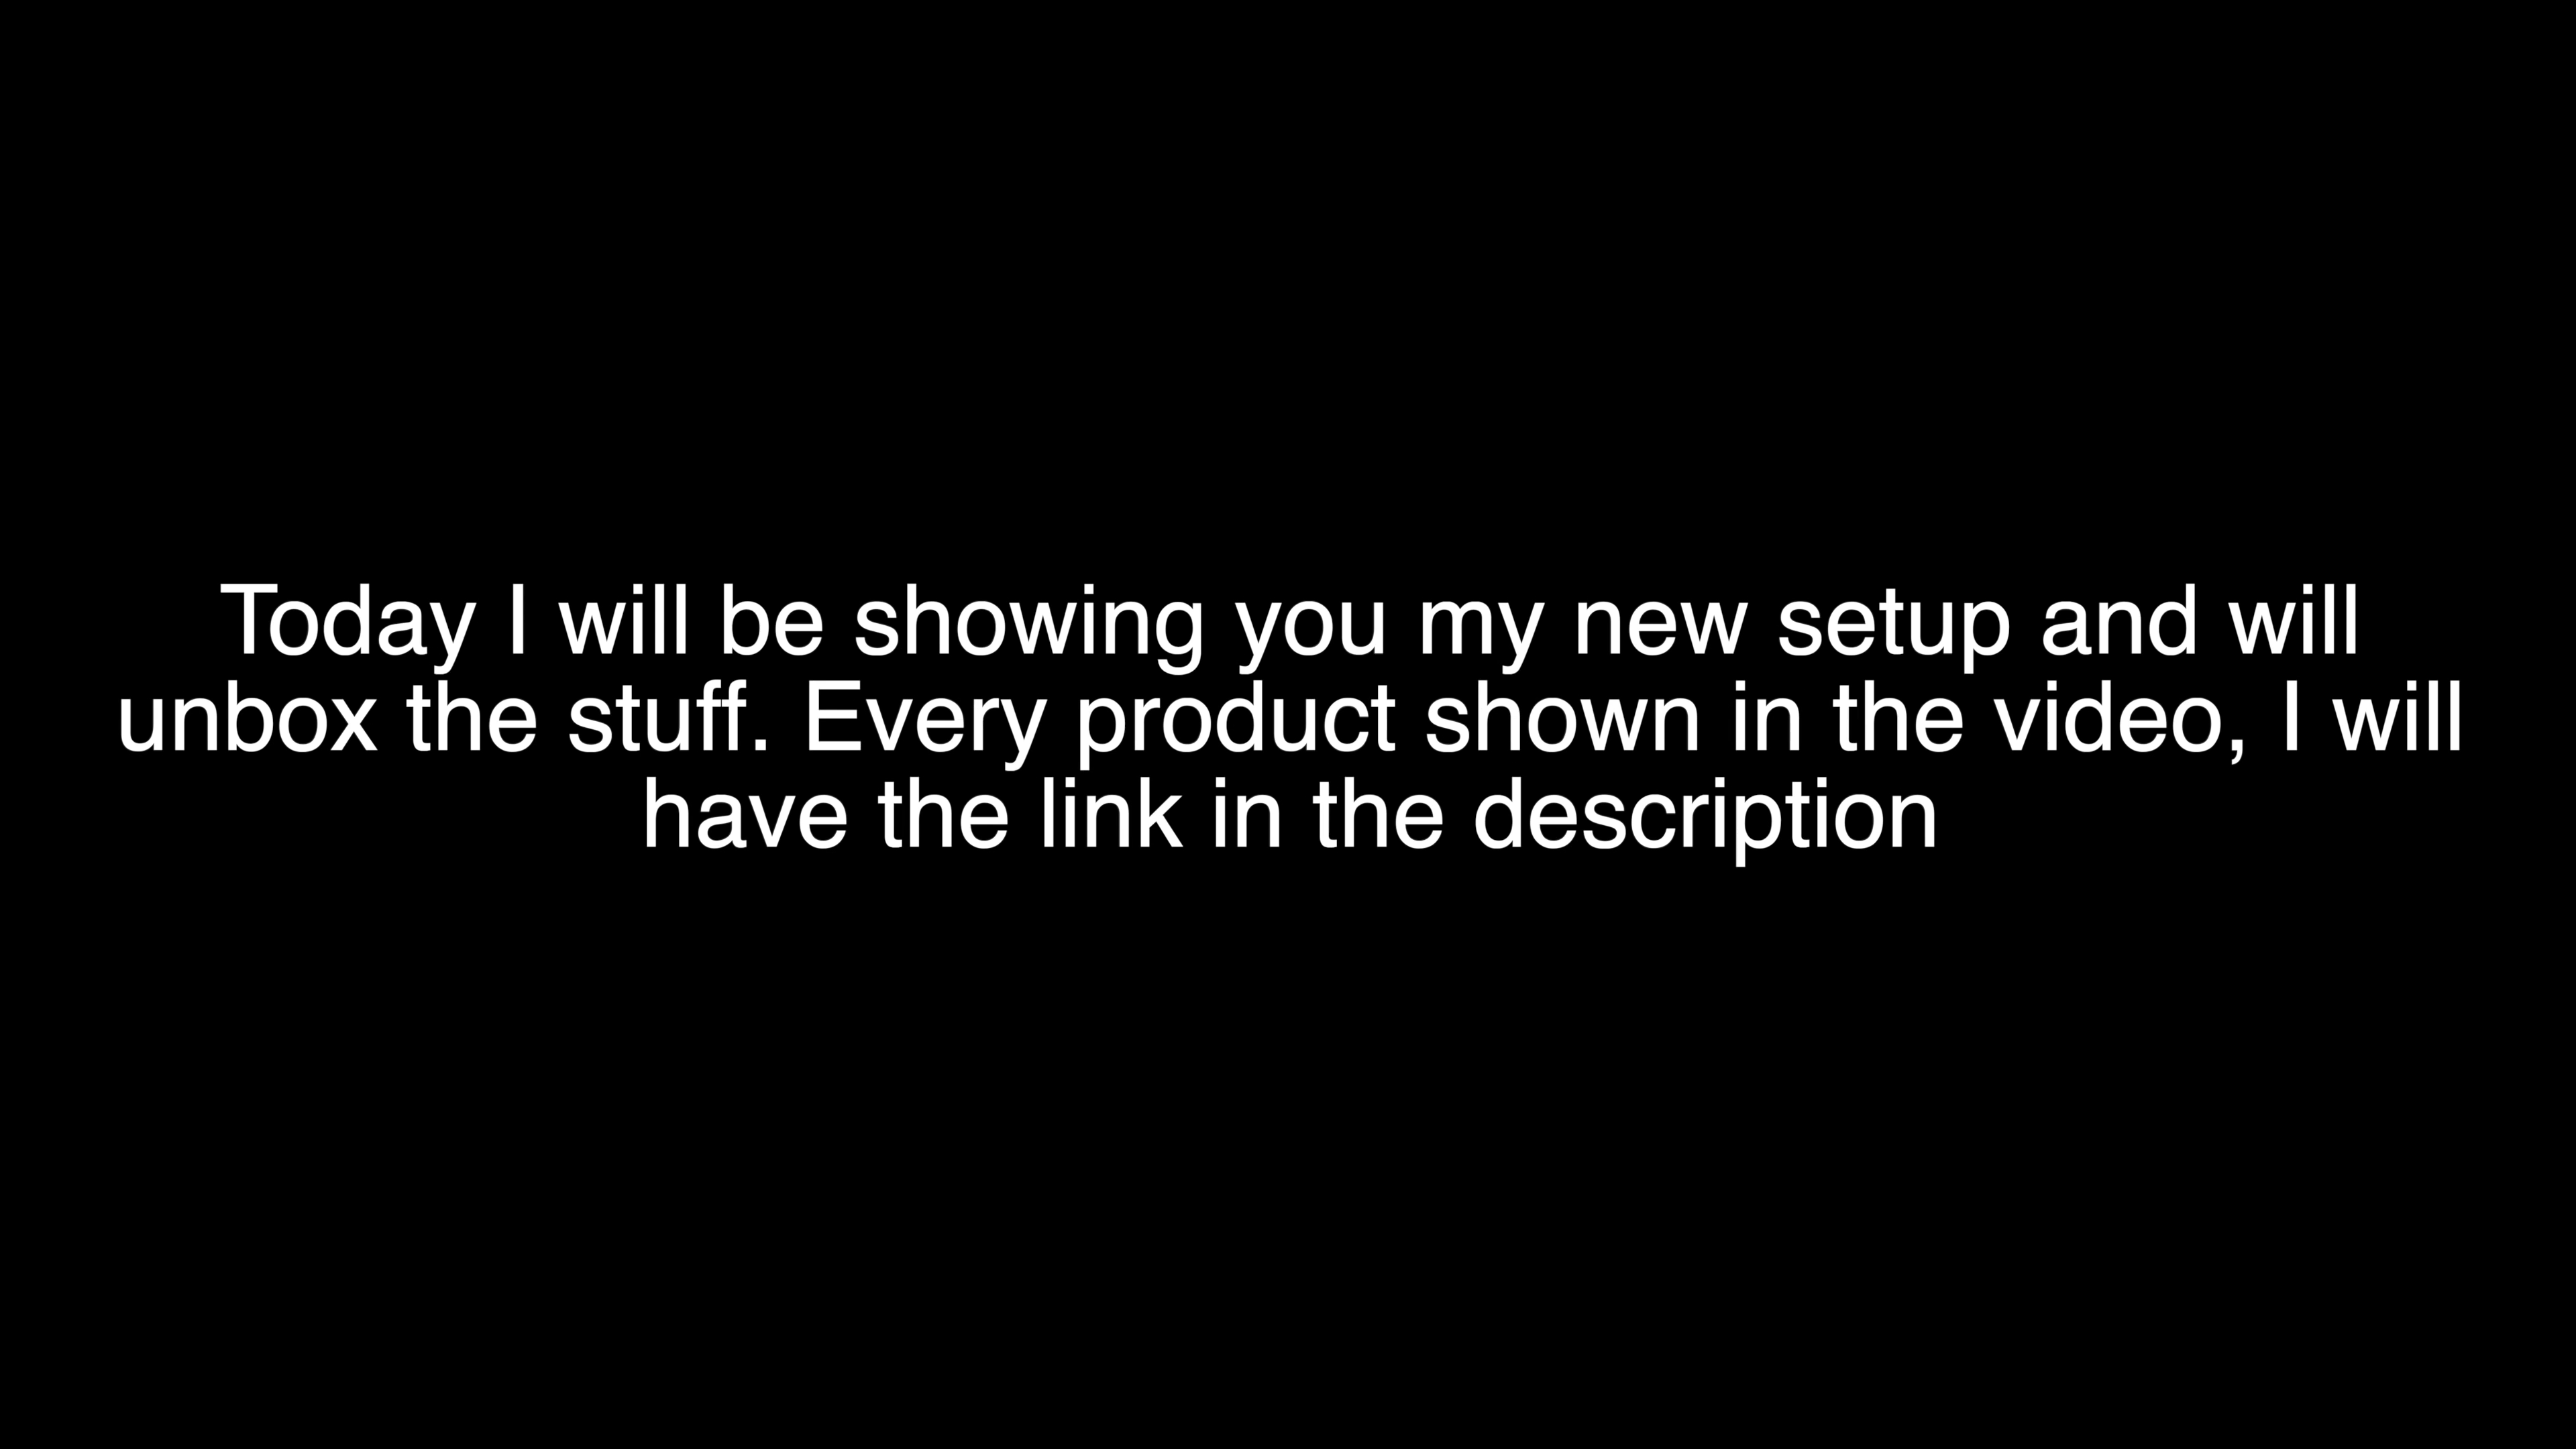 Today I will be showing you my new setup and will
unbox the stuff. Every product shown in the video, I will
have the link in the description